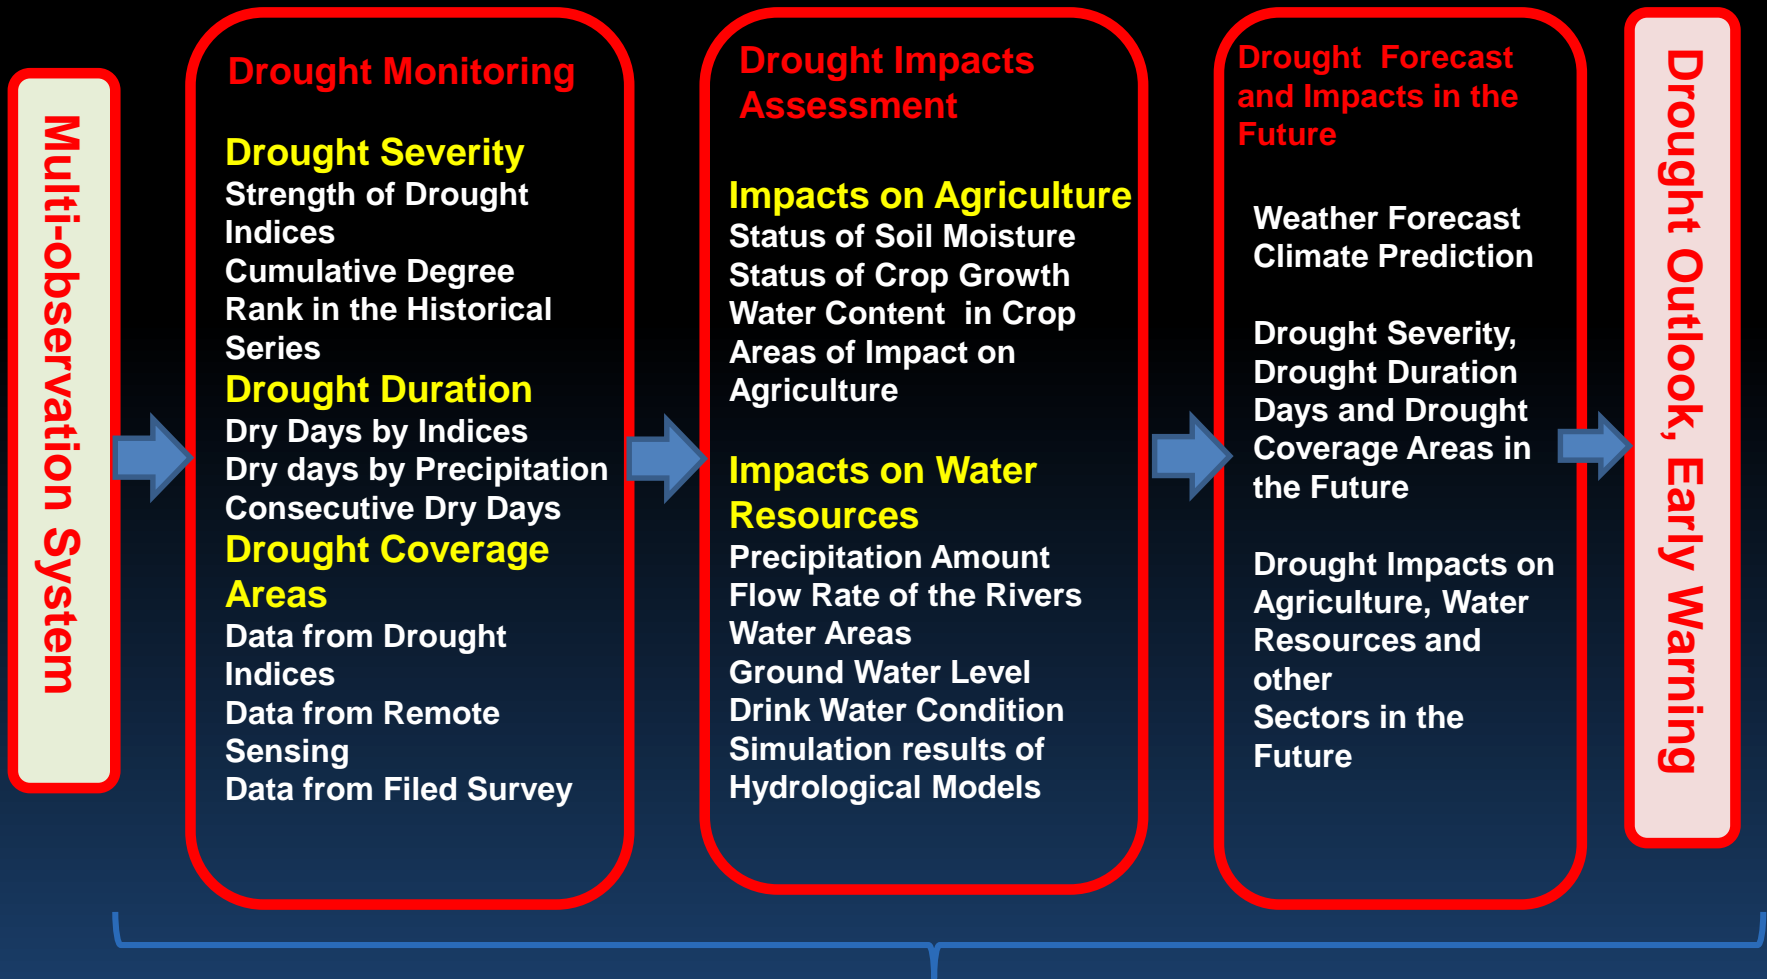 Multi-observation System
Drought Monitoring
Drought Severity
Strength of Drought
Indices
Cumulative Degree
Rank in the Historical
Series
Drought Duration
Dry Days by Indices
Dry days by Precipitation
Consecutive Dry Days
Drought Coverage
Areas
Data from Drought
Indices
Data from Remote
Sensing
Data from Filed Survey
Drought Impacts
Assessment
Impacts on Agriculture
Status of Soil Moisture
Status of Crop Growth
Water Content in Crop
Areas of Impact on
Agriculture
Impacts on Water
Resources
Precipitation Amount
Flow Rate of the Rivers
Water Areas
Ground Water Level
Drink Water Condition
Simulation results of
Hydrological Models
Drought Forecast
and Impacts in the
Future
Weather Forecast
Climate Prediction
Drought Severity,
Drought Duration
Days and Drought
Coverage Areas in
the Future
Drought Impacts on
Agriculture, Water
Resources and
other
Sectors in the
Future
Drought Outlook, Early Warning